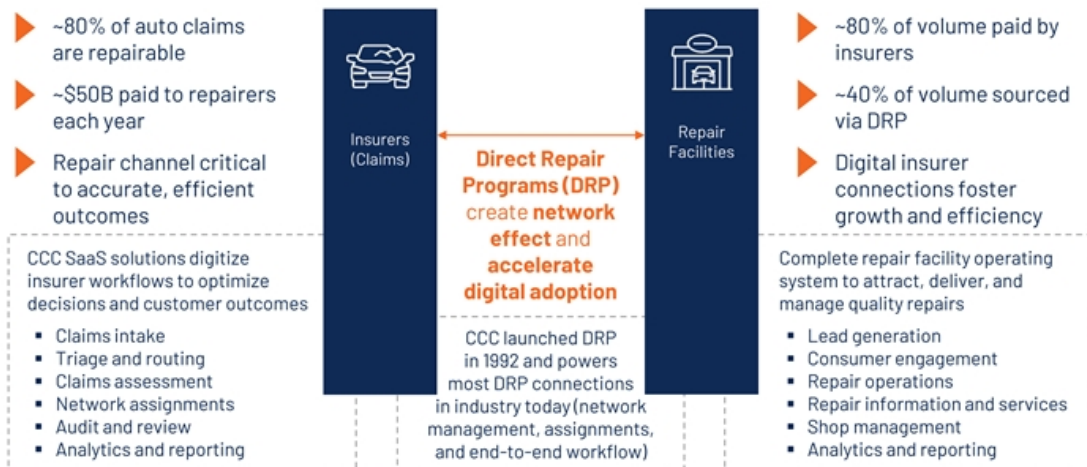 ~80% of auto claims
are repairable
~$50B paid to repairers
each year
Repair channel critical
to accurate, efficient
outcomes
CCC SaaS solutions digitize
insurer workflows to optimize
decisions and customer outcomes
▪ Claims intake
▪ Triage and routing
▪ Claims assessment
▪ Network assignments
▪ Audit and review
▪ Analytics and reporting
Insurers
(Claims)
Direct Repair
Programs (DRP)
create network
effect and
accelerate
digital adoption
CCC launched DRP
in 1992 and powers
most DRP connections
in industry today (network
management, assignments,
and end-to-end workflow)
Repair
Facilities
~80% of volume paid by
insurers
~40% of volume sourced
via DRP
Digital insurer
connections foster
growth and efficiency
Complete repair facility operating
system to attract, deliver, and
manage quality repairs
▪ Lead generation
▪ Consumer engagement
▪ Repair operations
▪ Repair information and services
▪ Shop management
▪ Analytics and reporting